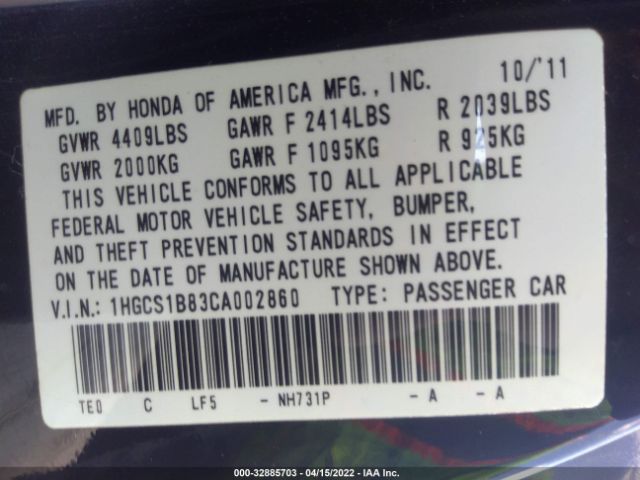 MFD. BY HONDA OF AMERICA MFG., INC. 10/'11
GVWR 4409LBS GAWR F 2414LBS R 2039LBS
GVWR 2000KG GAWR F 1095KG R 925KG
THIS VEHICLE CONFORMS TO ALL APPLICABLE
FEDERAL MOTOR VEHICLE SAFETY, BUMPER,
AND THEFT PREVENTION STANDARDS IN EFFECT
ON THE DATE OF MANUFACTURE SHOWN ABOVE.
V.I.N.: 1HGCS1B83CA002860 TYPE: PASSENGER CAR
TE0 C LF5 - NH731P - A - A
000-32885703 - 04/15/2022 - IAA Inc.